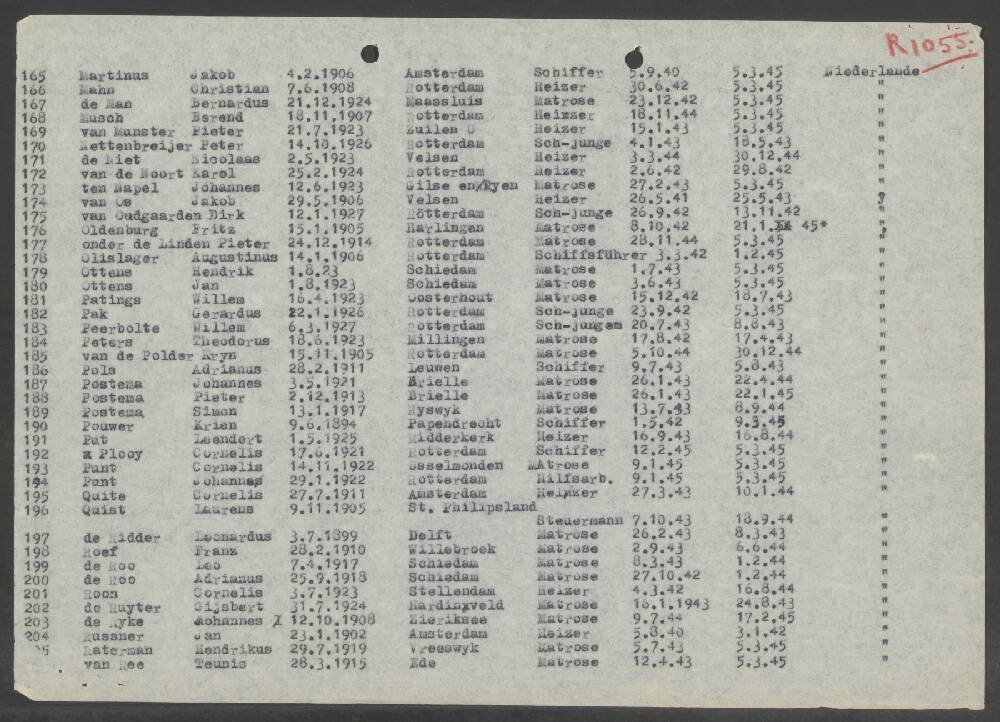 R1055.
165 Martinus Jakob 4.2.1906 Amsterdam Schiffer 5.9.40 5.3.45 Niederlande
166 Mahn Christian 7.6.1908 Rotterdam Heizer 30.6.42 5.3.45 "
167 de Man Bernardus 21.12.1924 Maassluis Matrose 23.12.42 5.3.45 "
168 Musch Berend 18.11.1907 Rotterdam Heinzer 18.11.44 5.3.45 "
169 van Munster Pieter 21.7.1923 Zuilen U Heizer 15.1.43 5.3.45 "
170 Nettenbreijer Peter 14.10.1926 Rotterdam Sch-junge 4.1.43 18.5.43 "
171 de Niet Nicolaas 2.5.1923 Velsen Heizer 3.3.44 30.12.44 "
172 van de Noort Karel 25.2.1924 Rotterdam Heizer 2.6.42 29.8.42 "
173 ten Napel Johannes 12.6.1923 Gilse en Ryen Matrose 27.2.43 5.3.45 "
174 van Os Jakob 29.5.1906 Velsen Heizer 26.5.41 25.5.43
175 van Oudgaarden Dirk 12.1.1927 Rotterdam Sch-junge 26.9.42 13.11.42 "
176 Oldenburg Fritz 15.1.1905 Harlingen Matrose 8.10.42 21.1. 45* "
177 onder de Linden Pieter 24.12.1914 Rotterdam Matrose 28.11.44 5.3.45 "
178 Olislager Augustinus 14.1.1906 Rotterdam Schiffsführer 3.3.42 1.2.45 "
179 Ottens Hendrik 1.8.23 Schiedam Matrose 1.7.43 5.3.45 "
180 Ottens Jan 1.8.1923 Schiedam Matrose 3.6.43 5.3.45 "
181 Patings Willem 16.4.1923 Oosterhout Matrose 15.12.42 18.7.43 "
182 Pak Gerardus 22.1.1926 Rotterdam Sch-junge 23.9.42 5.3.45 "
183 Peerbolte Willem 6.3.1927 Rotterdam Sch-jungem 20.7.43 8.8.43 "
184 Peters Theodorus 18.6.1923 Millingen Matrose 17.8.42 17.4.43 "
185 van de Polder Kryn 15.11.1905 Rotterdam Matrose 5.10.44 30.12.44 "
186 Pols Adrianus 28.2.1911 Leuwen Schiffer 9.7.43 5.8.43 "
187 Postema Johannes 3.5.1921 Brielle Matrose 26.1.43 22.4.44 "
188 Postema Pieter 2.12.1913 Brielle Matrose 26.1.43 22.1.45 "
189 Postema Simon 13.1.1917 Ryswyk Matrose 13.7.43 8.9.44 "
190 Pouwer Krien 9.6.1894 Papendrecht Schiffer 1.5.42 9.3.45 "
191 Put Leendert 1.5.1925 Ridderkerk Heizer 16.9.43 16.8.44 "
192 a Plooy Cornelis 17.6.1921 Rotterdam Schiffer 12.2.45 5.3.45 "
193 Punt Cornelis 14.11.1922 Jsselmonden MAtrose 9.1.45 5.3.45 "
194 Punt Johannes 29.1.1922 Rotterdam Hilfsarb. 9.1.45 5.3.45 "
195 Quite Cornelis 27.7.1911 Amsterdam Heizer 27.3.43 10.1.44 "
196 Quist Laurens 9.11.1905 St. Philipsland
Steuermann 7.10.43 18.9.44 "
197 de Ridder Leonardus 3.7.1899 Delft Matrose 26.2.43 8.3.43 "
198 Roef Franz 28.2.1910 Willebroek Matrose 2.9.43 6.6.44 "
199 de Roo Leo 7.4.1917 Schiedam Matrose 8.3.43 1.2.44 "
200 de Roo Adrianus 25.9.1918 Schiedam Matrose 27.10.42 1.2.44 "
201 Roon Cornelis 3.7.1923 Stellendam Heizer 4.3.42 16.8.44 "
202 de Ruyter Gijsbert 31.7.1924 Hardinxveld Matrose 16.1.1943 24.8.43 "
203 de Ryke Johannes 12.10.1908 Zieriksee Matrose 9.7.44 17.2.45 "
204 Russner Jan 23.1.1902 Amsterdam Heizer 5.8.40 3.1.42 "
5 Raterman Hendrikus 29.7.1919 Vreeswyk Matrose 5.7.43 5.3.45 "
van Ree Teunis 28.3.1915 Ede Matrose 12.4.43 5.3.45 "